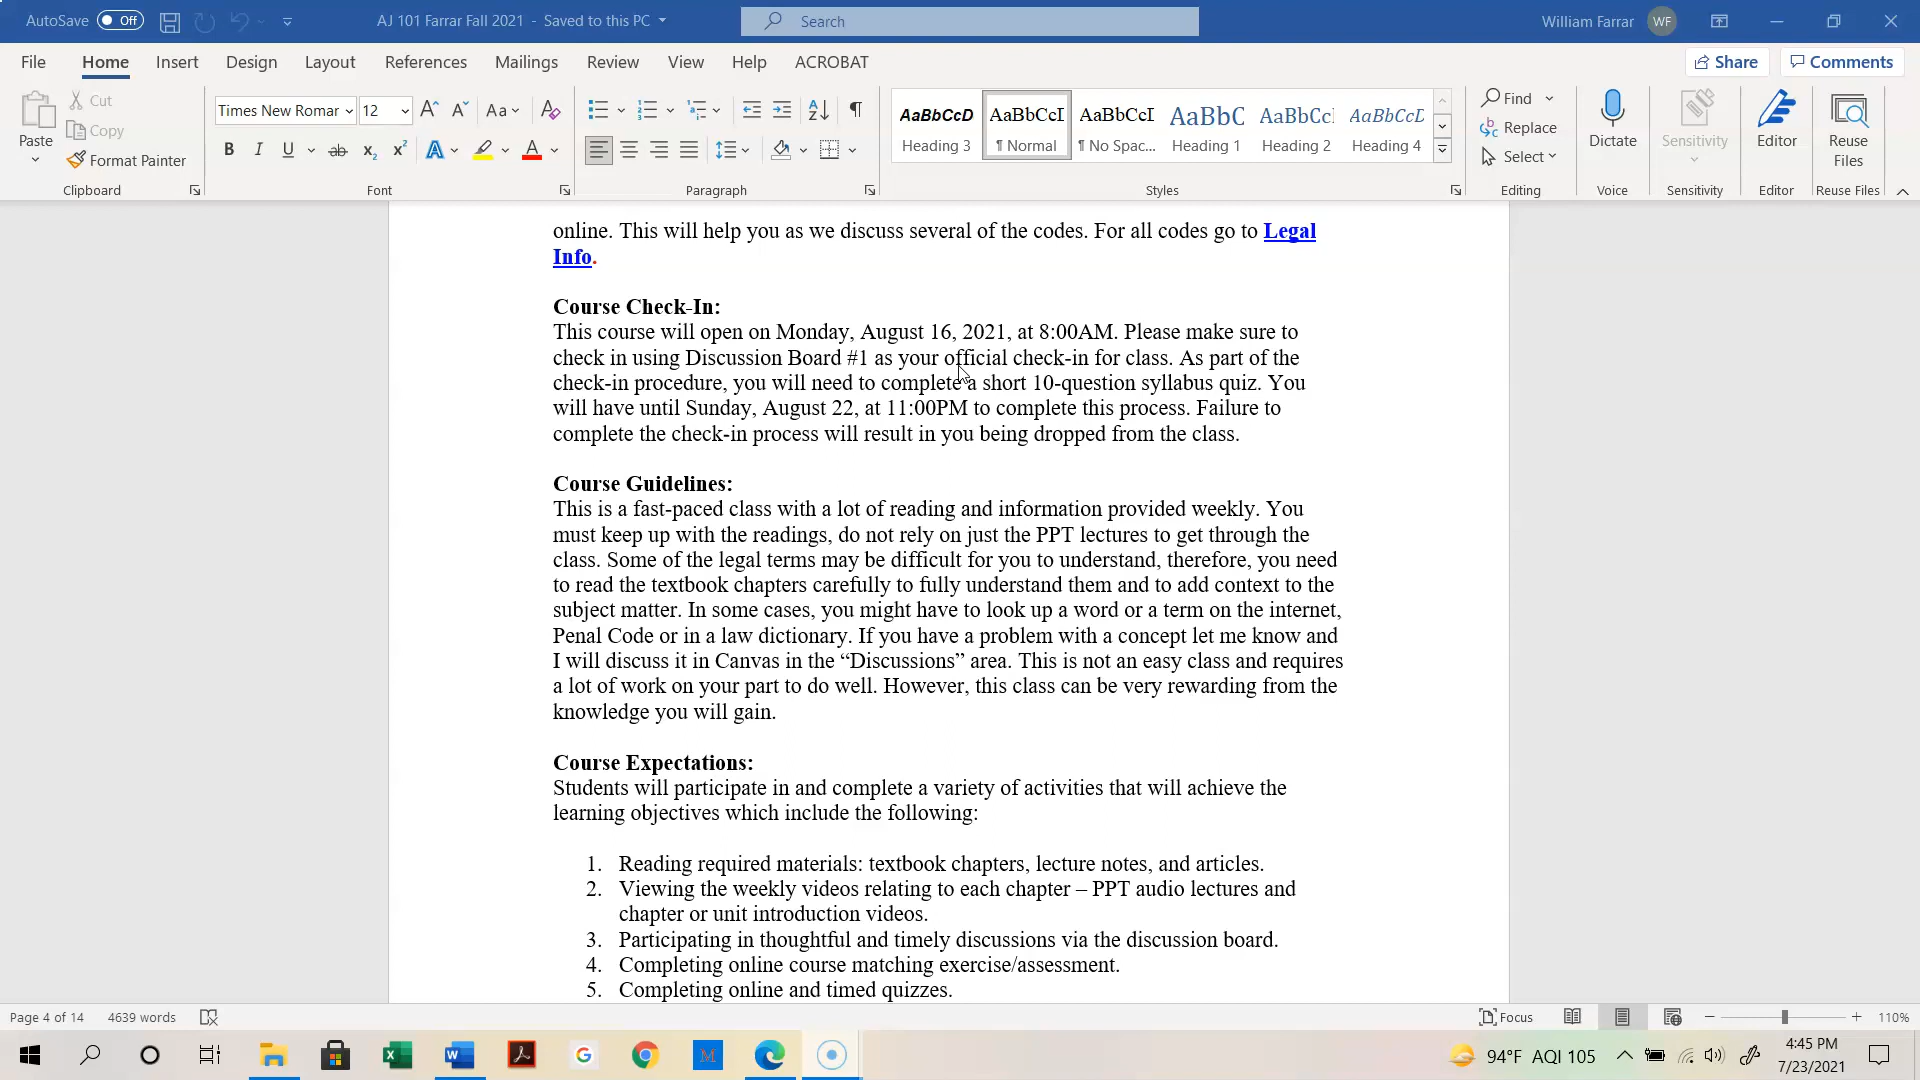 AutoSave Off AJ 101 Farrar Fall 2021 - Saved to this PC Search William Farrar WF
File Home Insert Design Layout References Mailings Review View Help ACROBAT Share Comments
Paste Cut Copy Format Painter Clipboard
Times New Romar 12 Aa
B I U ab x₂ x² A A
Font
Paragraph
AaBbCcD AaBbCcI AaBbCcI AaBbC AaBbCcI AaBbCcD
Heading 3 ¶ Normal ¶ No Spac... Heading 1 Heading 2 Heading 4
Styles
Find Replace Select Editing
Dictate Voice
Sensitivity Sensitivity
Editor Editor
Reuse Files Reuse Files
online. This will help you as we discuss several of the codes. For all codes go to Legal
Info.
Course Check-In:
This course will open on Monday, August 16, 2021, at 8:00AM. Please make sure to
check in using Discussion Board #1 as your official check-in for class. As part of the
check-in procedure, you will need to complete a short 10-question syllabus quiz. You
will have until Sunday, August 22, at 11:00PM to complete this process. Failure to
complete the check-in process will result in you being dropped from the class.
Course Guidelines:
This is a fast-paced class with a lot of reading and information provided weekly. You
must keep up with the readings, do not rely on just the PPT lectures to get through the
class. Some of the legal terms may be difficult for you to understand, therefore, you need
to read the textbook chapters carefully to fully understand them and to add context to the
subject matter. In some cases, you might have to look up a word or a term on the internet,
Penal Code or in a law dictionary. If you have a problem with a concept let me know and
I will discuss it in Canvas in the “Discussions” area. This is not an easy class and requires
a lot of work on your part to do well. However, this class can be very rewarding from the
knowledge you will gain.
Course Expectations:
Students will participate in and complete a variety of activities that will achieve the
learning objectives which include the following:
1. Reading required materials: textbook chapters, lecture notes, and articles.
2. Viewing the weekly videos relating to each chapter – PPT audio lectures and
chapter or unit introduction videos.
3. Participating in thoughtful and timely discussions via the discussion board.
4. Completing online course matching exercise/assessment.
5. Completing online and timed quizzes.
Page 4 of 14 4639 words Focus 110%
94°F AQI 105 4:45 PM
7/23/2021